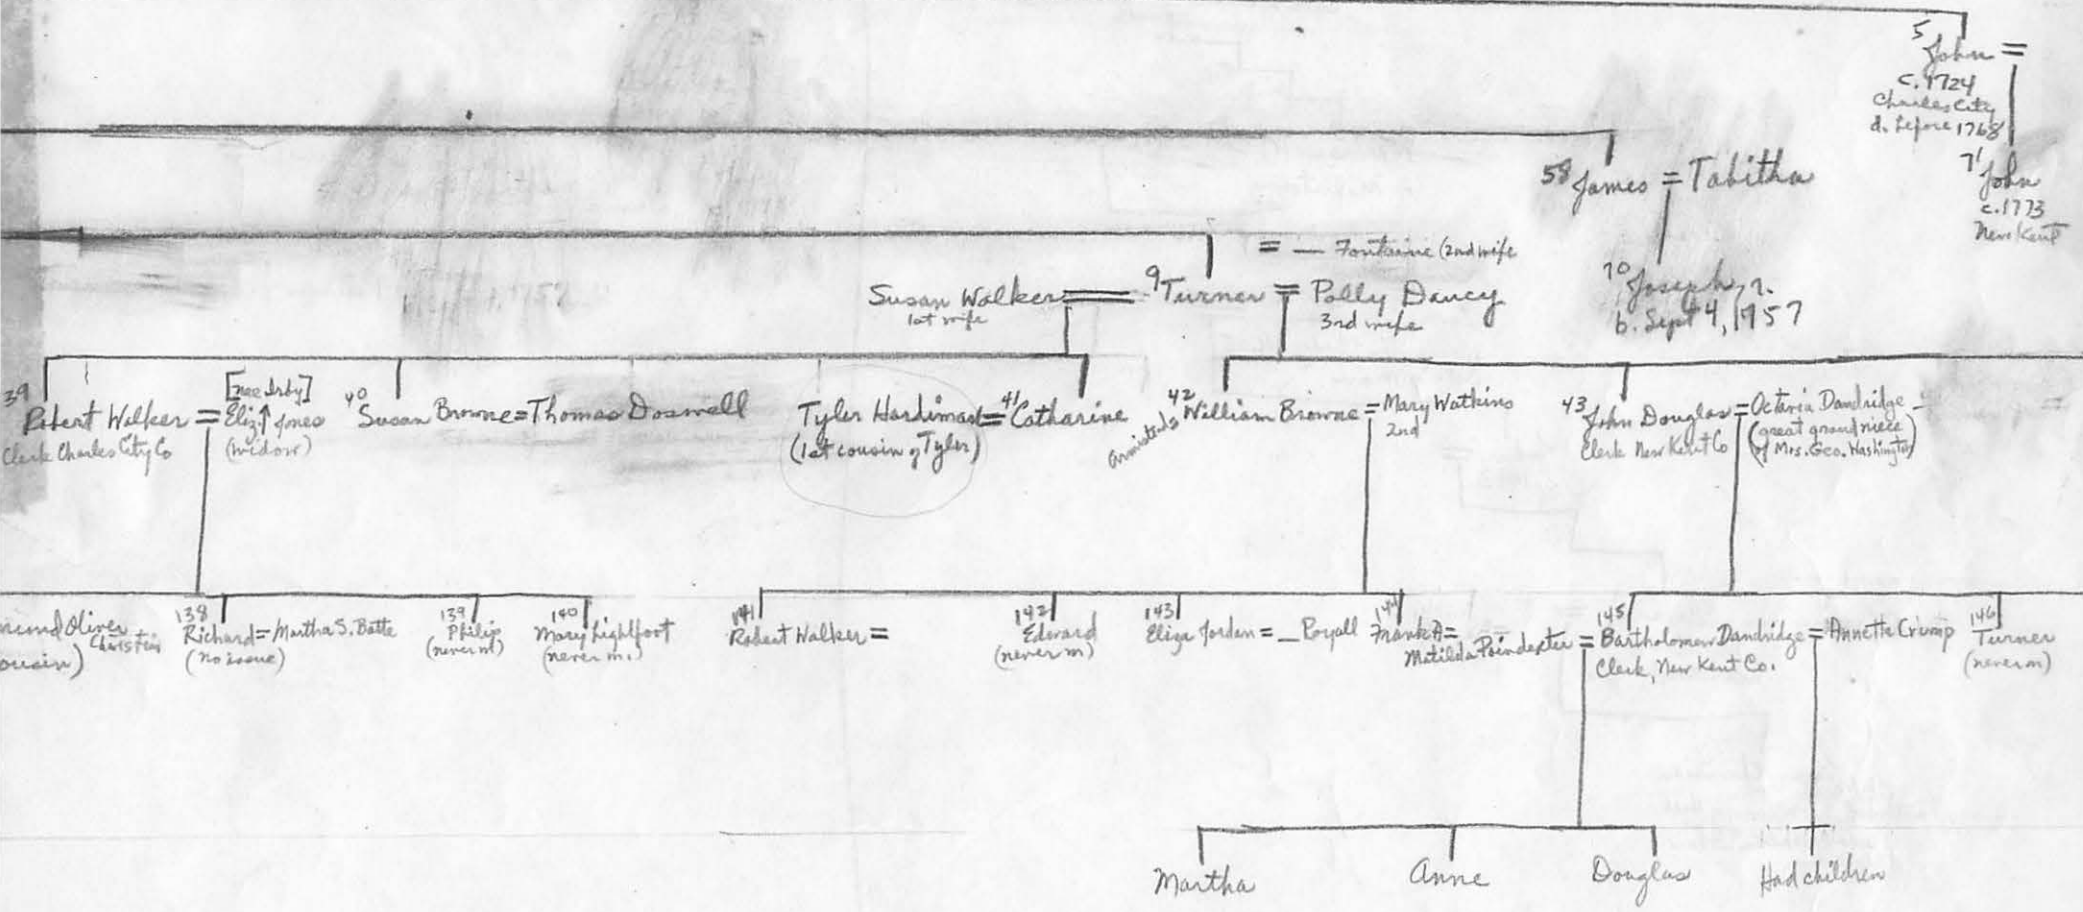 5 John =
c. 1724
Charles City
d. before 1768
58 James = Tabitha
71 John
c. 1773
New Kent
= — Fontaine (2nd wife
Susan Walker = 9 Turner = Polly Dancy
1st wife
3rd wife
70 Joseph
b. Sept 4, 1757
39 Robert Walker = Eliz. Jones
[nee Irby]
Clerk Charles City Co
(widow)
40 Susan Browne = Thomas Doswell
Tyler Hardiman = 41 Catharine
(1st cousin of Tyler)
42 William Browne = Mary Watkins
Armisteads
2nd
43 John Douglas = Octavia Dandridge
Clerk New Kent Co
(great grand niece
of Mrs. Geo. Washington)
Oliver
Christian
ousin)
138 Richard = Martha S. Batte
(no issue)
139 Philip
(never m)
140 Mary Lightfoot
(never m.)
141 Robert Walker =
142 Edward
(never m)
143 Eliza Jordan = _ Royall
144 Frank A =
Matilda Poindexter = 145 Bartholomew Dandridge = Annette Crump
Clerk, New Kent Co.
146 Turner
(never m)
Martha
Anne
Douglas
Had children